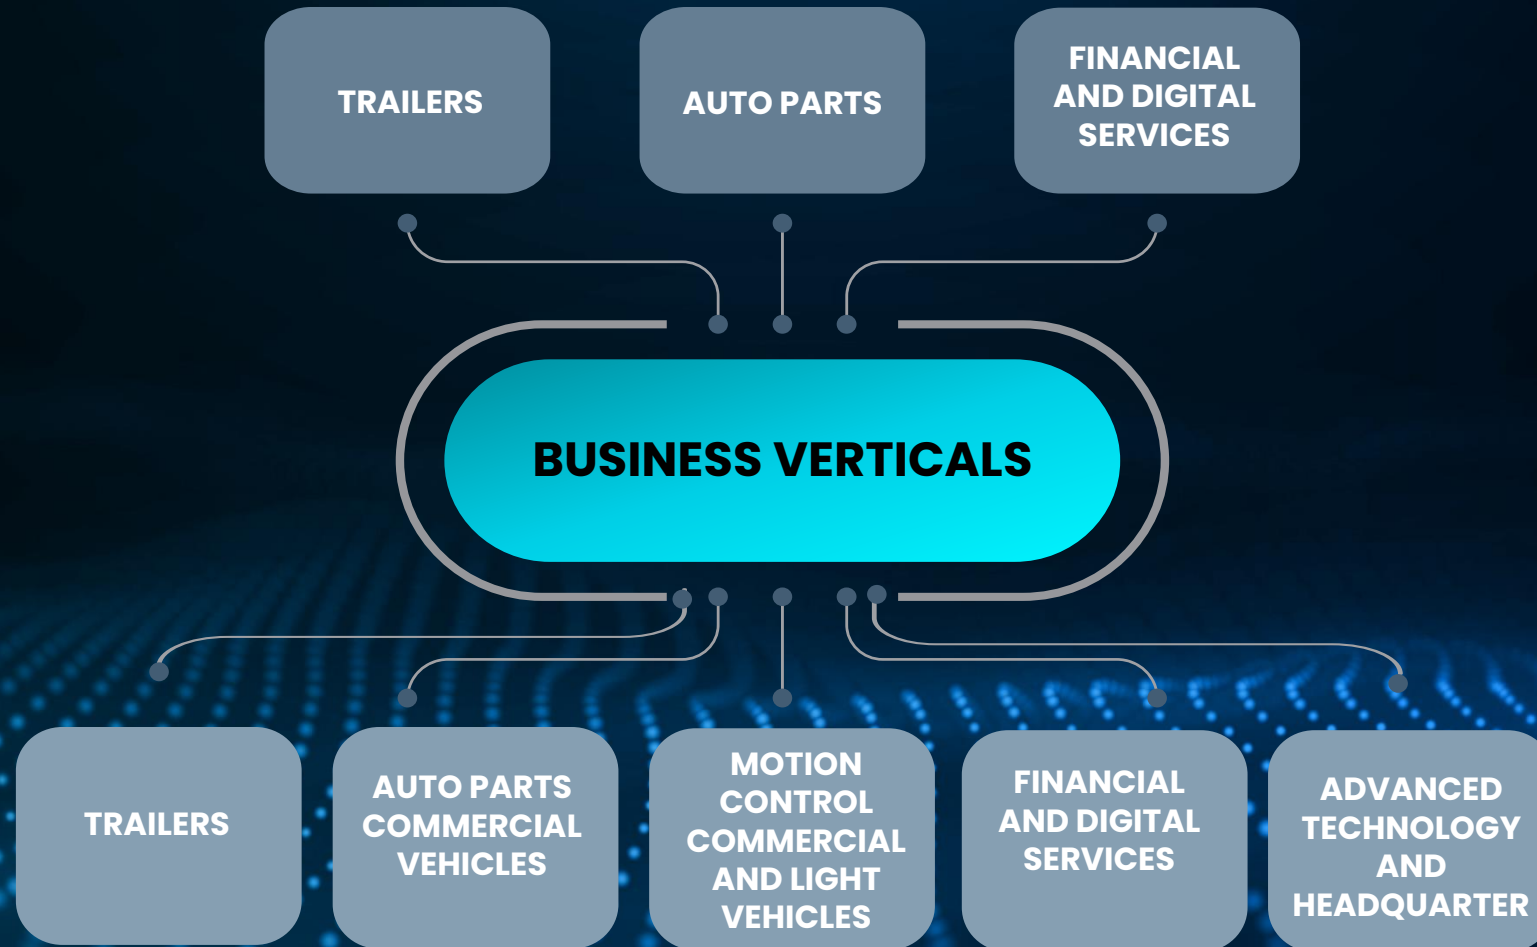 TRAILERS
AUTO PARTS
FINANCIAL
AND DIGITAL
SERVICES
BUSINESS VERTICALS
TRAILERS
AUTO PARTS
COMMERCIAL
VEHICLES
MOTION
CONTROL
COMMERCIAL
AND LIGHT
VEHICLES
FINANCIAL
AND DIGITAL
SERVICES
ADVANCED
TECHNOLOGY
AND
HEADQUARTER